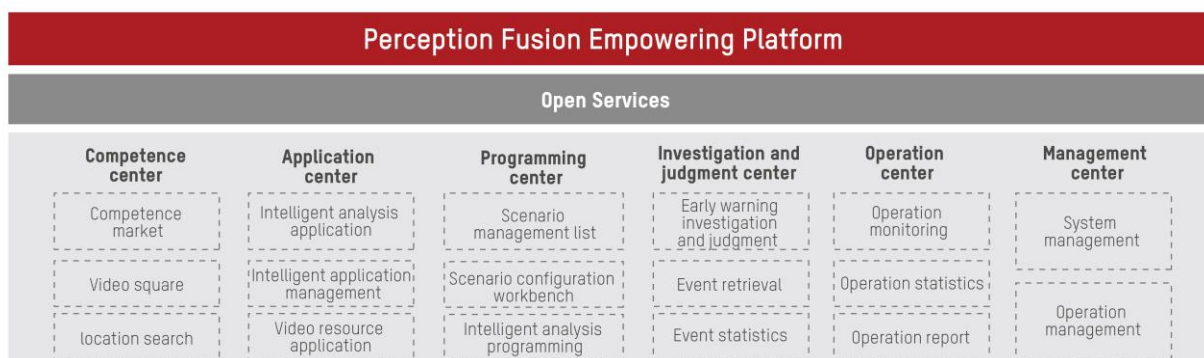 Perception Fusion Empowering Platform
Open Services
Competence
center
Competence
market
Video square
location search
Application
center
Intelligent analysis
application
Intelligent application
management
Video resource
application
Programming
center
Scenario
management list
Scenario configuration
workbench
Intelligent analysis
programming
Investigation and
judgment center
Early warning
investigation
and judgment
Event retrieval
Event statistics
Operation
center
Operation
monitoring
Operation statistics
Operation report
Management
center
System
management
Operation
management